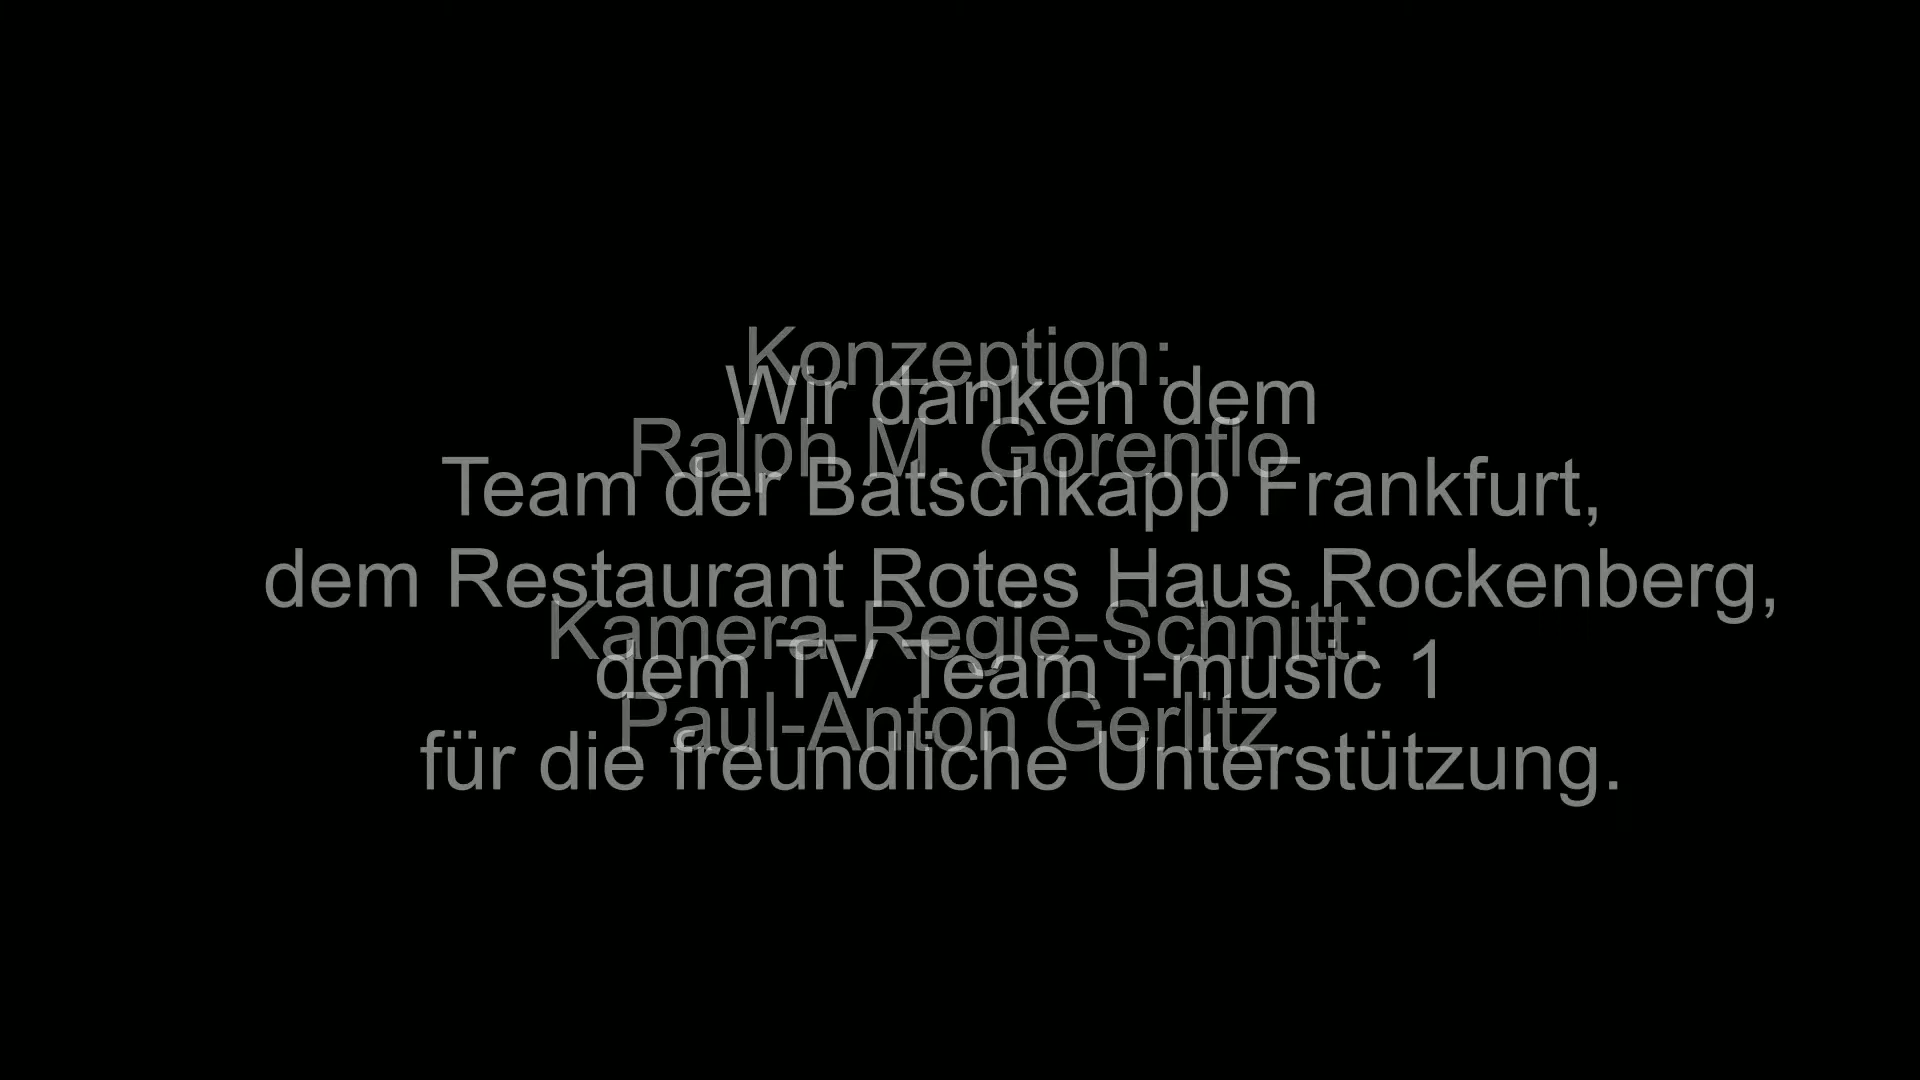 Konzeption:
Wir danken dem
Ralph M. Gorenflo
Team der Batschkapp Frankfurt,
dem Restaurant Rotes Haus Rockenberg,
Kamera-Regie-Schnitt:
dem TV Team i-music 1
Paul-Anton Gerlitz
für die freundliche Unterstützung.